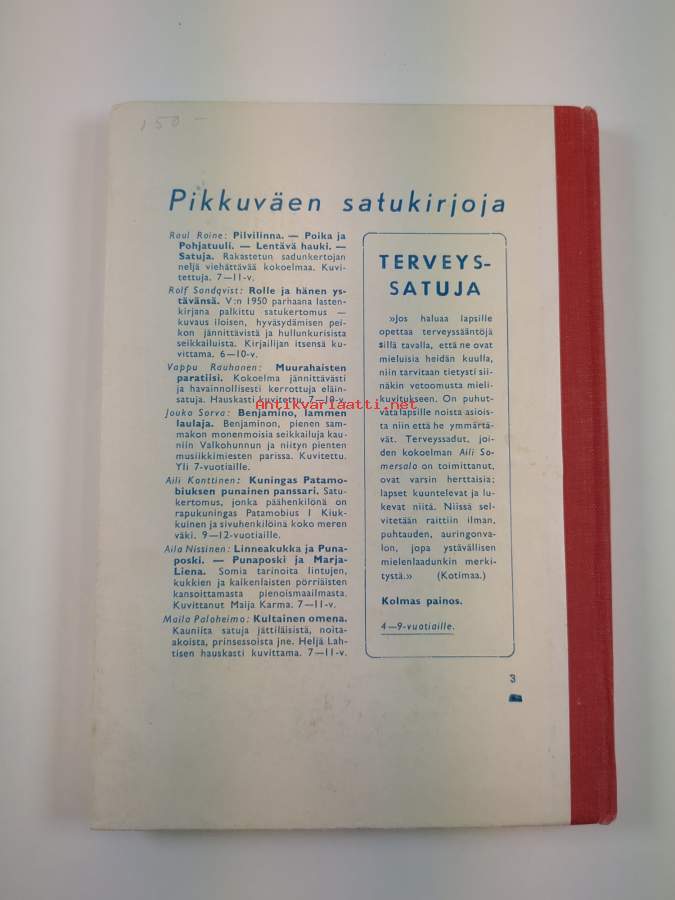 150 -
Pikkuväen satukirjoja
Raul Roine: Pilvilinna. — Poika ja
Pohjatuuli. — Lentävä hauki. —
Satuja. Rakastetun sadunkertojan
neljä viehättävää kokoelmaa. Kuvi-
tettuja. 7—11-v.
Rolf Sandqvist: Rolle ja hänen ys-
tävänsä. V:n 1950 parhaana lasten-
kirjana palkittu satukertomus —
kuvaus iloisen, hyväsydämisen pei-
kon jännittävistä ja hullunkurisista
seikkailuista. Kirjailijan itsensä ku-
vittama. 6—10-v.
Vappu Rauhanen: Muurahaisten
paratiisi. Kokoelma jännittävästi
ja havainnollisesti kerrottuja eläin-
satuja. Hauskasti kuvitettu. 7—10-v.
Jouko Sorva: Benjamino, lammen
laulaja. Benjaminon, pienen sam-
makon monenmoisia seikkailuja kau-
niin Valkohunnun ja niityn pienten
musiikkimiesten parissa. Kuvitettu.
Yli 7-vuotiaille.
Aili Konttinen: Kuningas Patamo-
biuksen punainen panssari. Satu-
kertomus, jonka päähenkilönä on
rapukuningas Patamobius I Kiuk-
kuinen ja sivuhenkilöinä koko meren
väki. 9—12-vuotiaille.
Aila Nissinen: Linneakukka ja Puna-
poski. — Punaposki ja Marja-
Liena. Somia tarinoita lintujen,
kukkien ja kaikenlaisten pörriäisten
kansoittamasta pienoismaailmasta.
Kuvittanut Maija Karma. 7—11-v.
Maila Paloheimo: Kultainen omena.
Kauniita satuja jättiläisistä, noita-
akoista, prinsessoista jne. Heljä Lah-
tisen hauskasti kuvittama. 7—11-v.
TERVEYS-
SATUJA
»Jos haluaa lapsille
opettaa terveyssääntöjä
sillä tavalla, että ne ovat
mieluisia heidän kuulla,
niin tarvitaan tietysti sii-
näkin vetoomusta mieli-
kuvitukseen. On puhut-
tava lapsille noista asiois-
ta niin että he ymmärtä-
vät. Terveyssadut, joi-
den kokoelman Aili So-
mersalo on toimittanut,
ovat varsin herttaisia;
lapset kuuntelevat ja lu-
kevat niitä. Niissä sel-
vitetään raittiin ilman,
puhtauden, auringonva-
lon, jopa ystävällisen
mielenlaadunkin merki-
tystä.» (Kotimaa.)
Kolmas painos.
4—9-vuotiaille.
3
Antikvariaatti.net